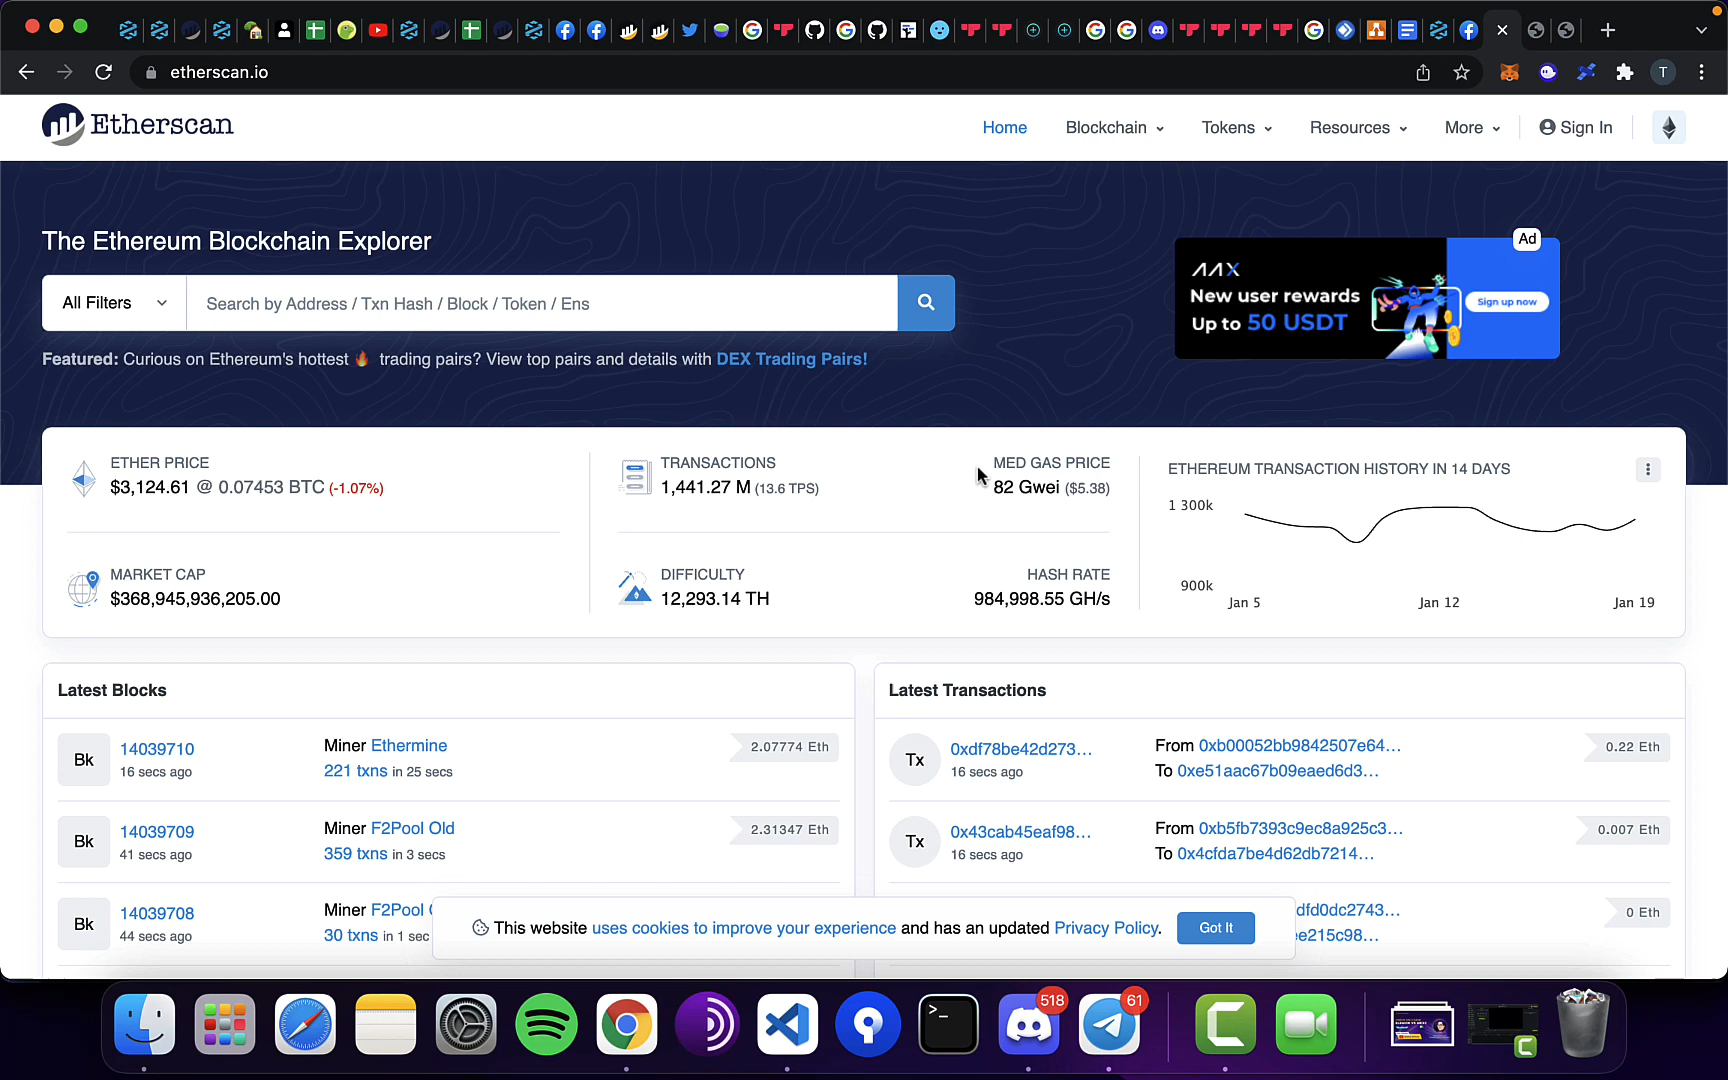 etherscan.io
T
Etherscan
Home
Blockchain
Tokens
Resources
More
Sign In
The Ethereum Blockchain Explorer
All Filters
Search by Address / Txn Hash / Block / Token / Ens
Featured: Curious on Ethereum's hottest 🔥 trading pairs? View top pairs and details with DEX Trading Pairs!
Ad
AAX
New user rewards
Up to 50 USDT
Sign up now
ETHER PRICE
$3,124.61 @ 0.07453 BTC (-1.07%)
TRANSACTIONS
1,441.27 M (13.6 TPS)
MED GAS PRICE
82 Gwei ($5.38)
MARKET CAP
$368,945,936,205.00
DIFFICULTY
12,293.14 TH
HASH RATE
984,998.55 GH/s
ETHEREUM TRANSACTION HISTORY IN 14 DAYS
1 300k
900k
Jan 5
Jan 12
Jan 19
Latest Blocks
Bk
14039710
16 secs ago
Miner Ethermine
221 txns in 25 secs
2.07774 Eth
Bk
14039709
41 secs ago
Miner F2Pool Old
359 txns in 3 secs
2.31347 Eth
Bk
14039708
44 secs ago
Miner F2Pool
30 txns in 1 sec
Latest Transactions
Tx
0xdf78be42d273...
16 secs ago
From 0xb00052bb9842507e64...
To 0xe51aac67b09eaed6d3...
0.22 Eth
Tx
0x43cab45eaf98...
16 secs ago
From 0xb5fb7393c9ec8a925c3...
To 0x4cfda7be4d62db7214...
0.007 Eth
dfd0dc2743...
ee215c98...
0 Eth
This website uses cookies to improve your experience and has an updated Privacy Policy.
Got It
518
61